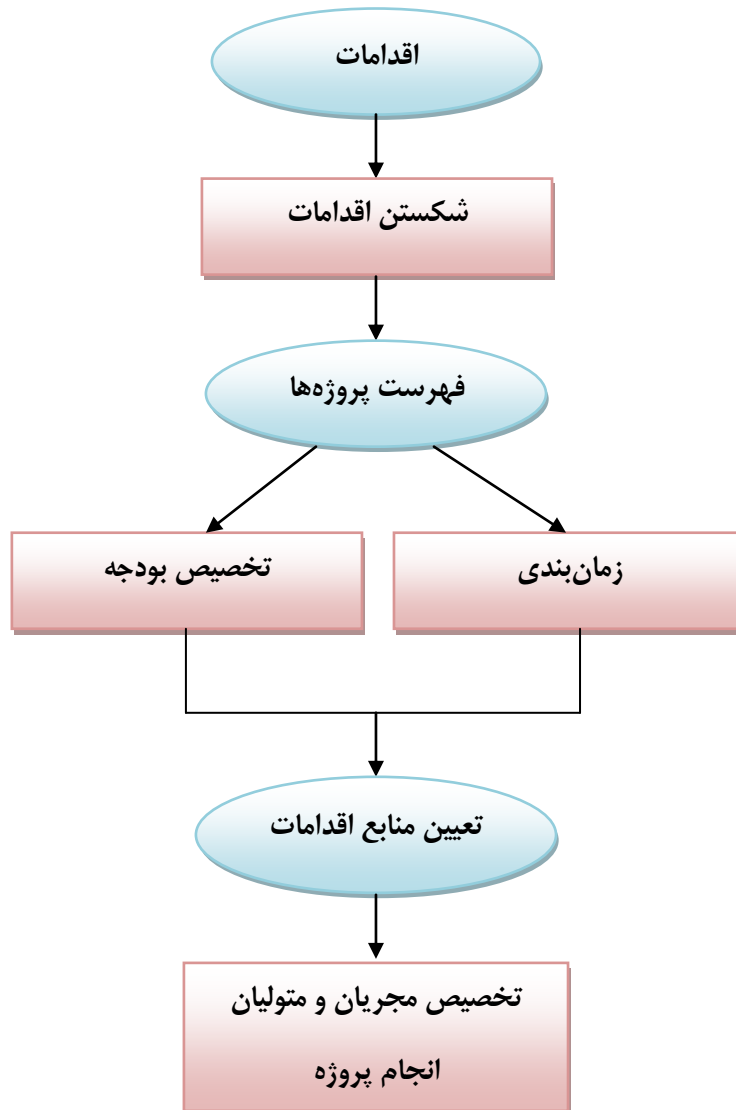 اقدامات
شکستن اقدامات
فهرست پروژه‌ها
زمان‌بندی
تخصیص بودجه
تعیین منابع اقدامات
تخصیص مجریان و متولیان
انجام پروژه